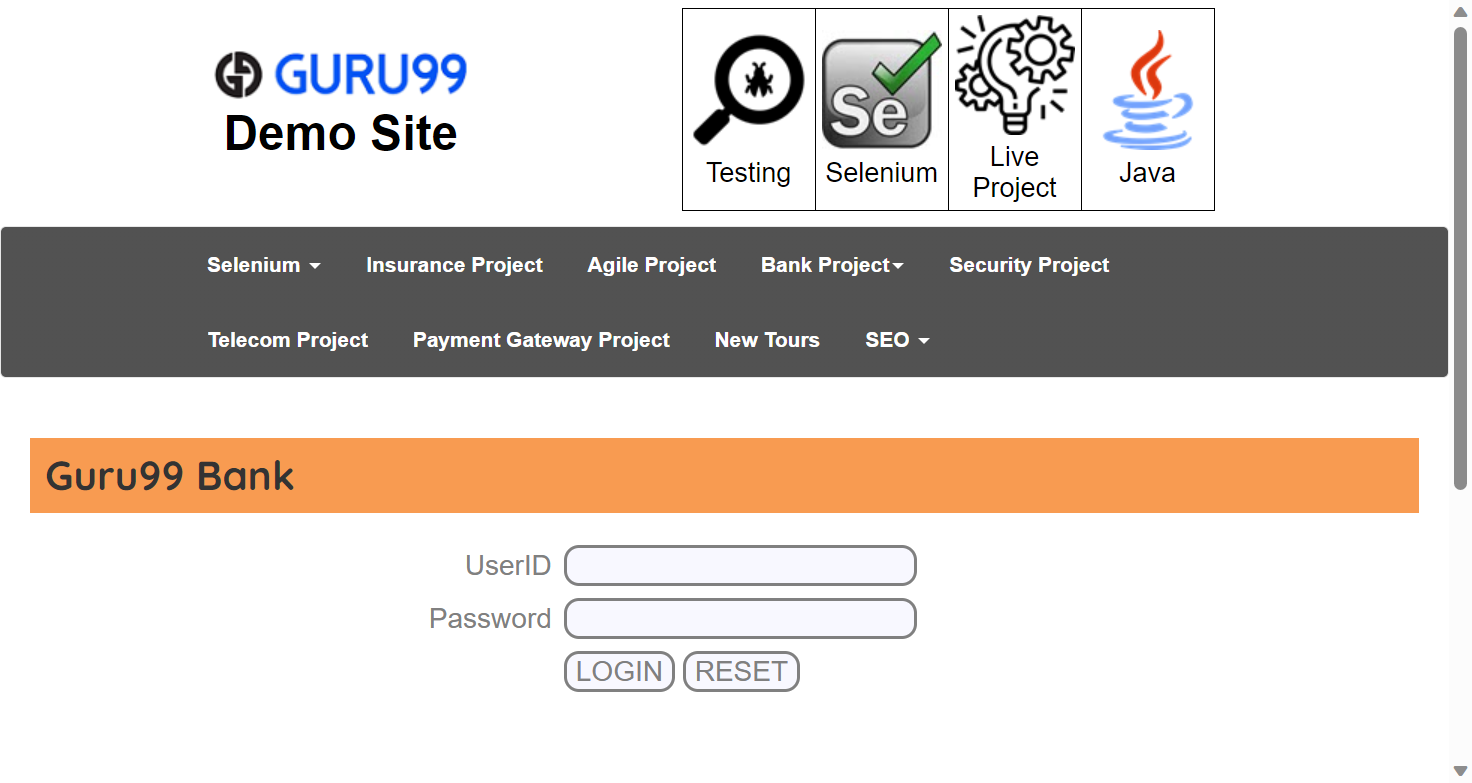 GURU99
Demo Site
Testing
Se
Selenium
Live
Project
Java
Selenium
Insurance Project
Agile Project
Bank Project
Security Project
Telecom Project
Payment Gateway Project
New Tours
SEO
Guru99 Bank
UserID
Password
LOGIN
RESET